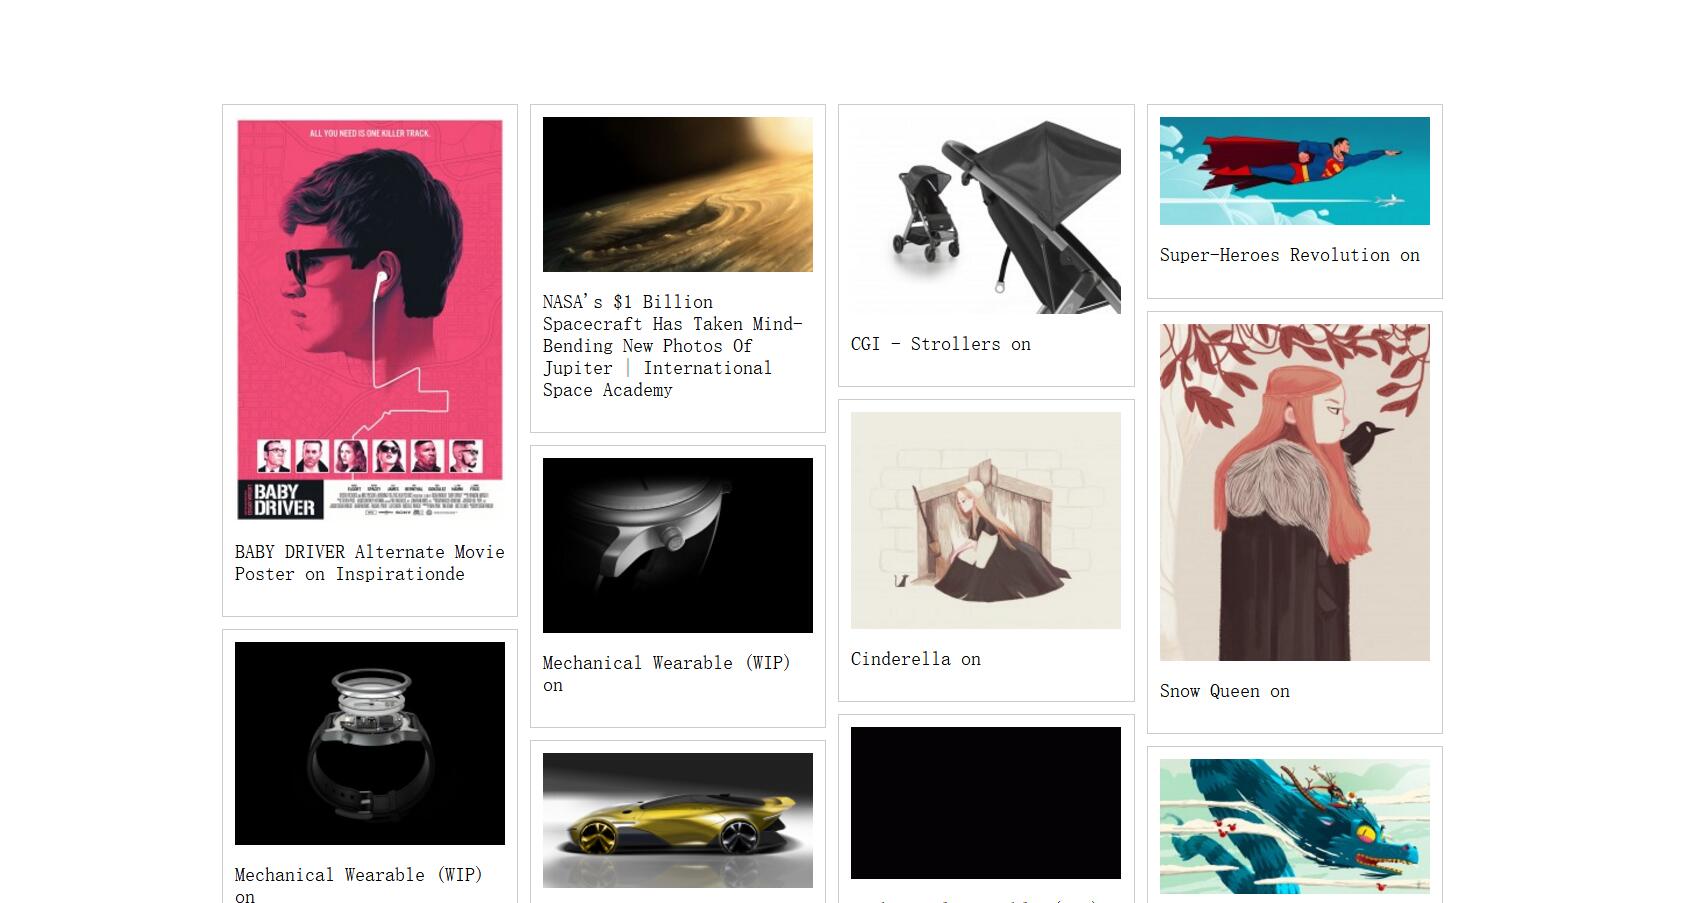 ALL YOU NEED IS ONE KILLER TRACK.
BABY
DRIVER
BABY DRIVER Alternate Movie
Poster on Inspirationde
Mechanical Wearable (WIP)
on
NASA's $1 Billion
Spacecraft Has Taken Mind-
Bending New Photos Of
Jupiter | International
Space Academy
Mechanical Wearable (WIP)
on
CGI - Strollers on
Cinderella on
Super-Heroes Revolution on
Snow Queen on